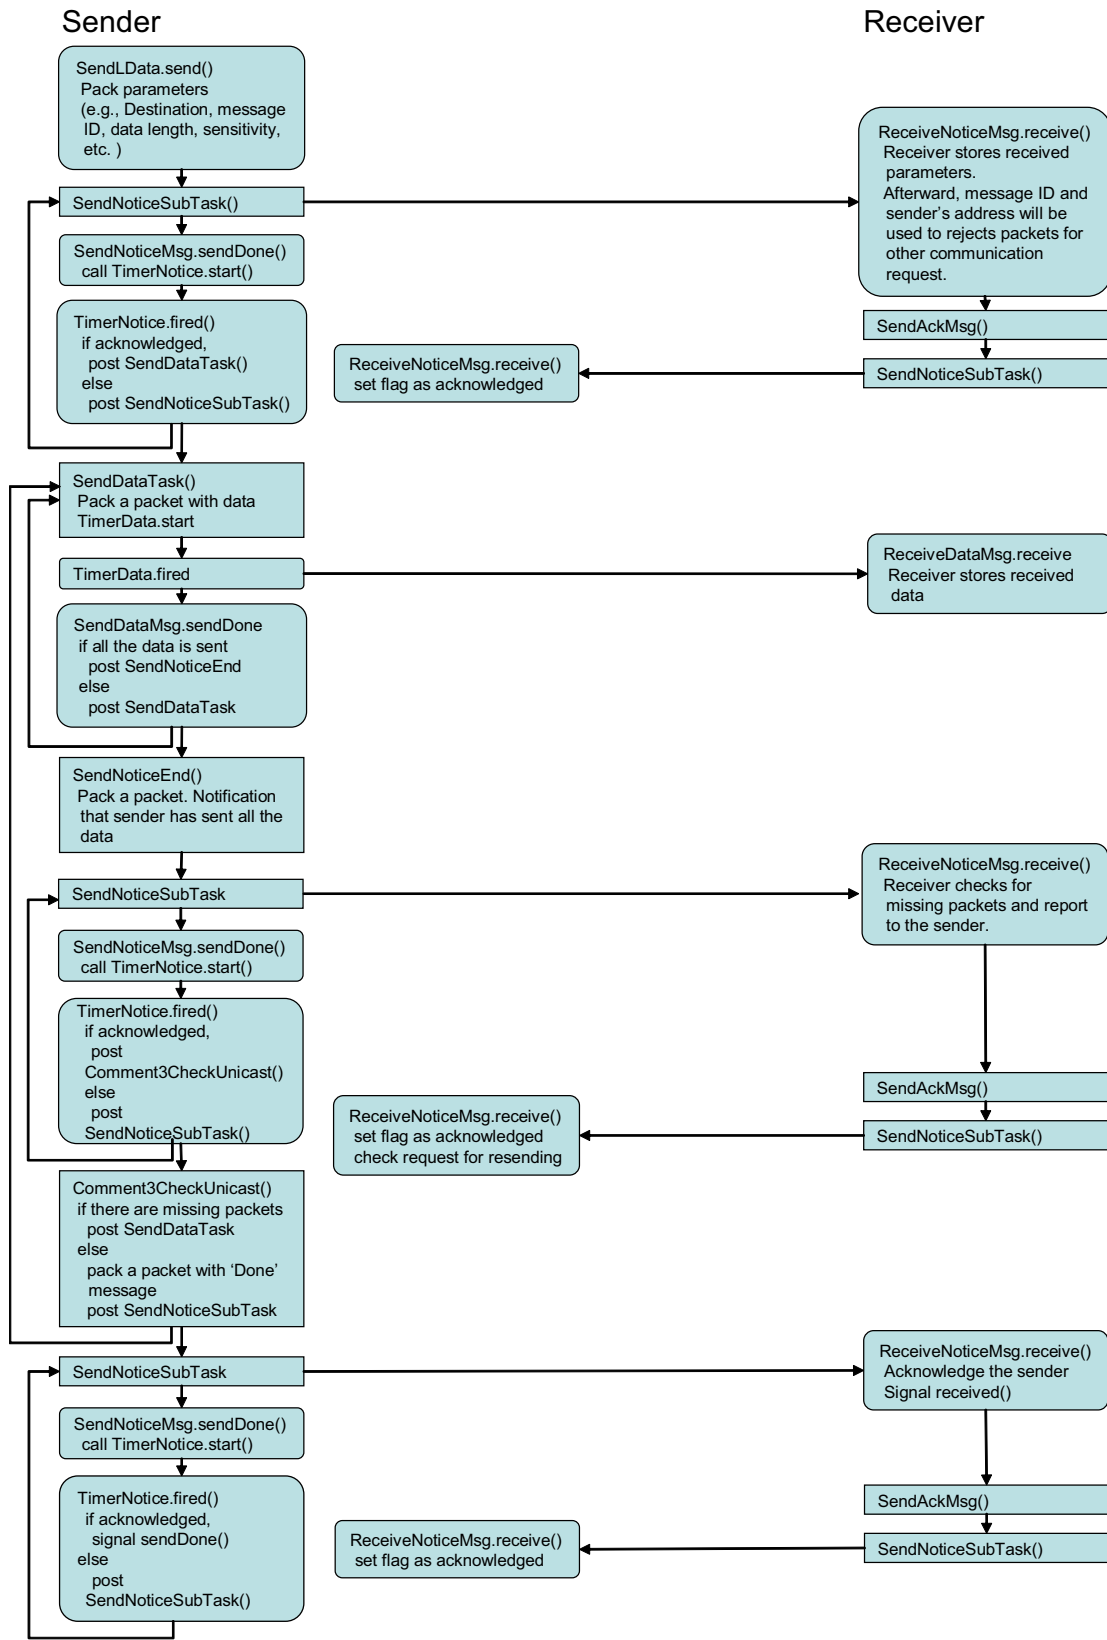 Sender
Receiver
SendLData.send()
Pack parameters
(e.g., Destination, message
ID, data length, sensitivity,
etc. )
SendNoticeSubTask()
SendNoticeMsg.sendDone()
call TimerNotice.start()
TimerNotice.fired()
if acknowledged,
post SendDataTask()
else
post SendNoticeSubTask()
ReceiveNoticeMsg.receive()
Receiver stores received
parameters.
Afterward, message ID and
sender's address will be
used to rejects packets for
other communication
request.
SendAckMsg()
SendNoticeSubTask()
ReceiveNoticeMsg.receive()
set flag as acknowledged
SendDataTask()
Pack a packet with data
TimerData.start
TimerData.fired
ReceiveDataMsg.receive
Receiver stores received
data
SendDataMsg.sendDone
if all the data is sent
post SendNoticeEnd
else
post SendDataTask
SendNoticeEnd()
Pack a packet. Notification
that sender has sent all the
data
SendNoticeSubTask
ReceiveNoticeMsg.receive()
Receiver checks for
missing packets and report
to the sender.
SendNoticeMsg.sendDone()
call TimerNotice.start()
TimerNotice.fired()
if acknowledged,
post
Comment3CheckUnicast()
else
post
SendNoticeSubTask()
SendAckMsg()
SendNoticeSubTask()
ReceiveNoticeMsg.receive()
set flag as acknowledged
check request for resending
Comment3CheckUnicast()
if there are missing packets
post SendDataTask
else
pack a packet with ‘Done’
message
post SendNoticeSubTask
SendNoticeSubTask
ReceiveNoticeMsg.receive()
Acknowledge the sender
Signal received()
SendNoticeMsg.sendDone()
call TimerNotice.start()
TimerNotice.fired()
if acknowledged,
signal sendDone()
else
post
SendNoticeSubTask()
SendAckMsg()
SendNoticeSubTask()
ReceiveNoticeMsg.receive()
set flag as acknowledged